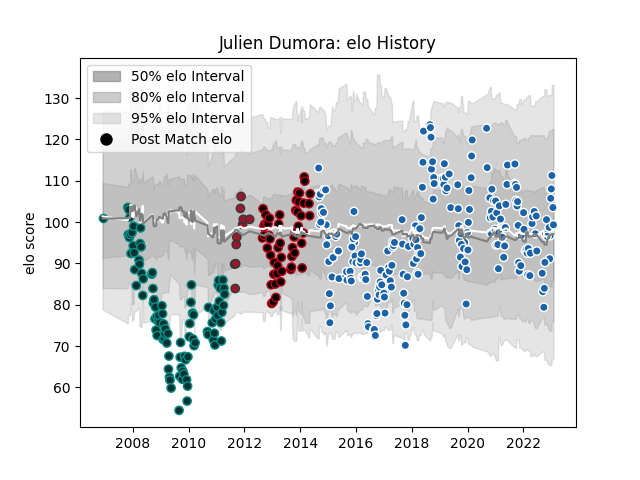 Julien Dumora: elo History
50% elo Interval
80% elo Interval
95% elo Interval
Post Match elo
elo score
130
120
110
100
90
80
70
60
2008 2010 2012 2014 2016 2018 2020 2022